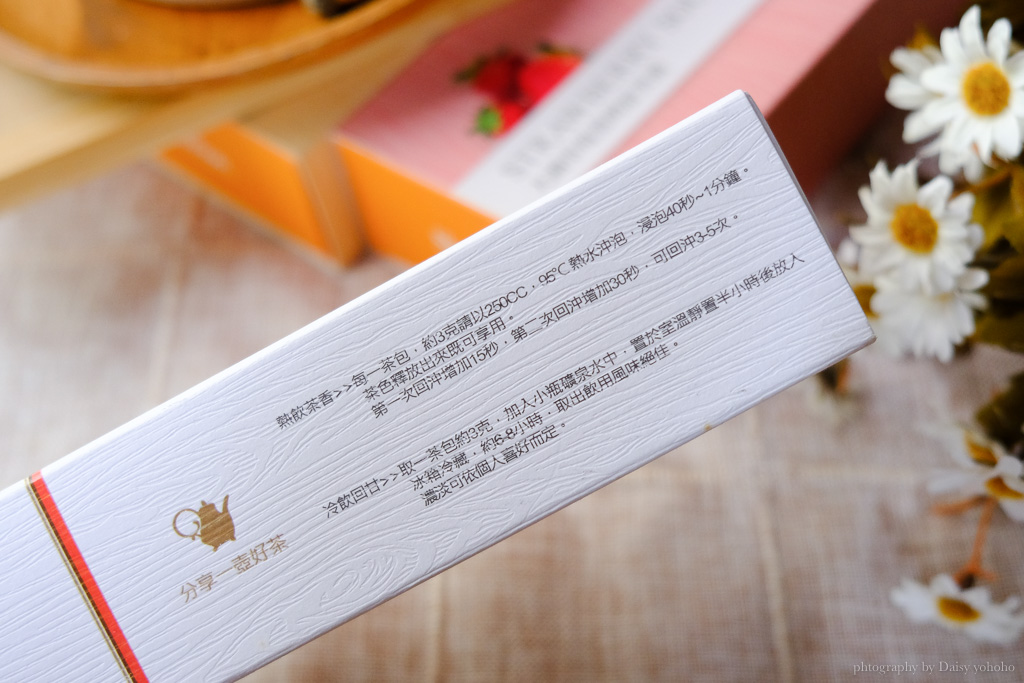 熱飲茶香>>每一茶包，約3克請以250CC，95°C 熱水沖泡，浸泡40秒~1分鐘。
茶色釋放出來既可享用。
第一次回沖增加15秒，第二次回沖增加30秒，可回沖3-5次。
冷飲回甘>>取一茶包約3克，加入小瓶礦泉水中，置於室溫靜置半小時後放入
冰箱冷藏，約6-8小時，取出飲用風味絕佳。
濃淡可依個人喜好而定。
分享一壺好茶
phtography by Daisy yohoho